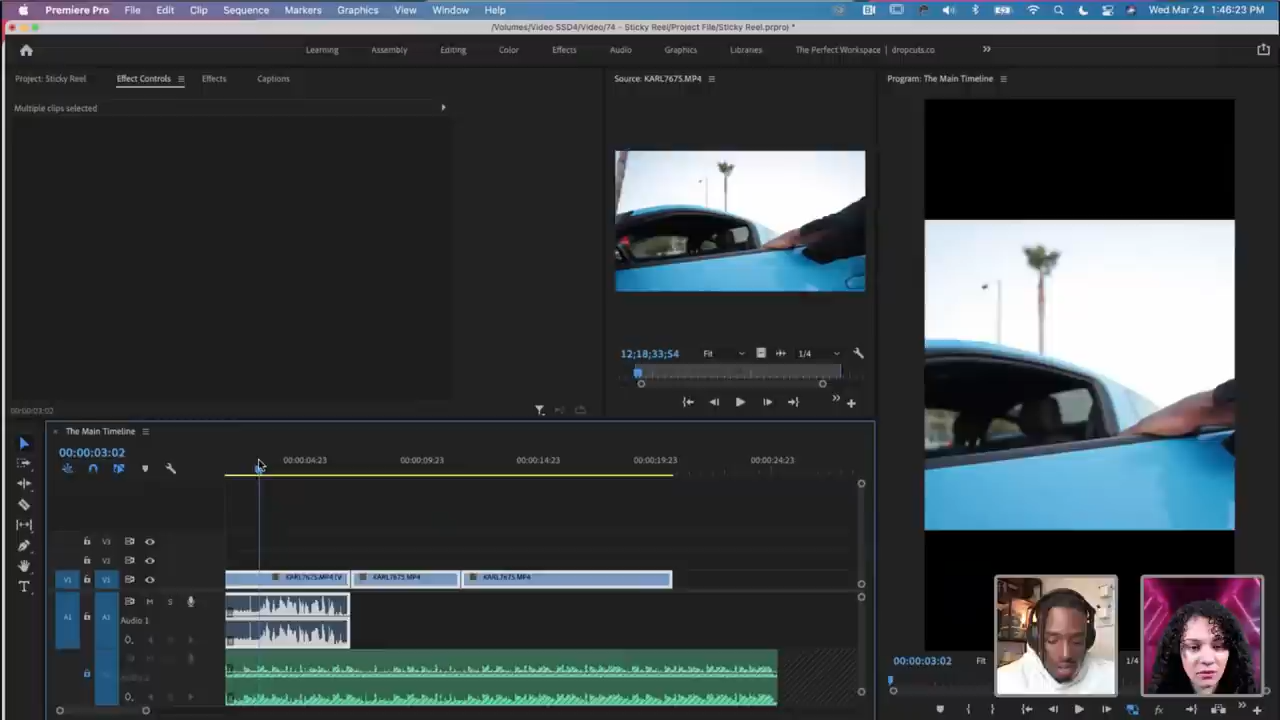 Premiere Pro File Edit Clip Sequence Markers Graphics View Window Help Wed Mar 24 1:46:23 PM
/Volumes/Video SSD4/Video/74 - Sticky Reel/Project File/Sticky Reel.prproj *
Learning Assembly Editing Color Effects Audio Graphics Libraries The Perfect Workspace | dropcuts.co
Project: Sticky Reel Effect Controls Effects Captions Source: KARL7675.MP4 Program: The Main Timeline
Multiple clips selected
12;18;33;54 Fit 1/4
00:00:03:02
The Main Timeline
00:00:03:02
00:00:04:23 00:00:09:23 00:00:14:23 00:00:19:23 00:00:24:23
V3
V1 V1 KARL7675.MP4 [V KARL7675.MP4 KARL7675.MP4
M S
A1 A1 Audio 1
00:00:03:02 Fit 1/4
fx